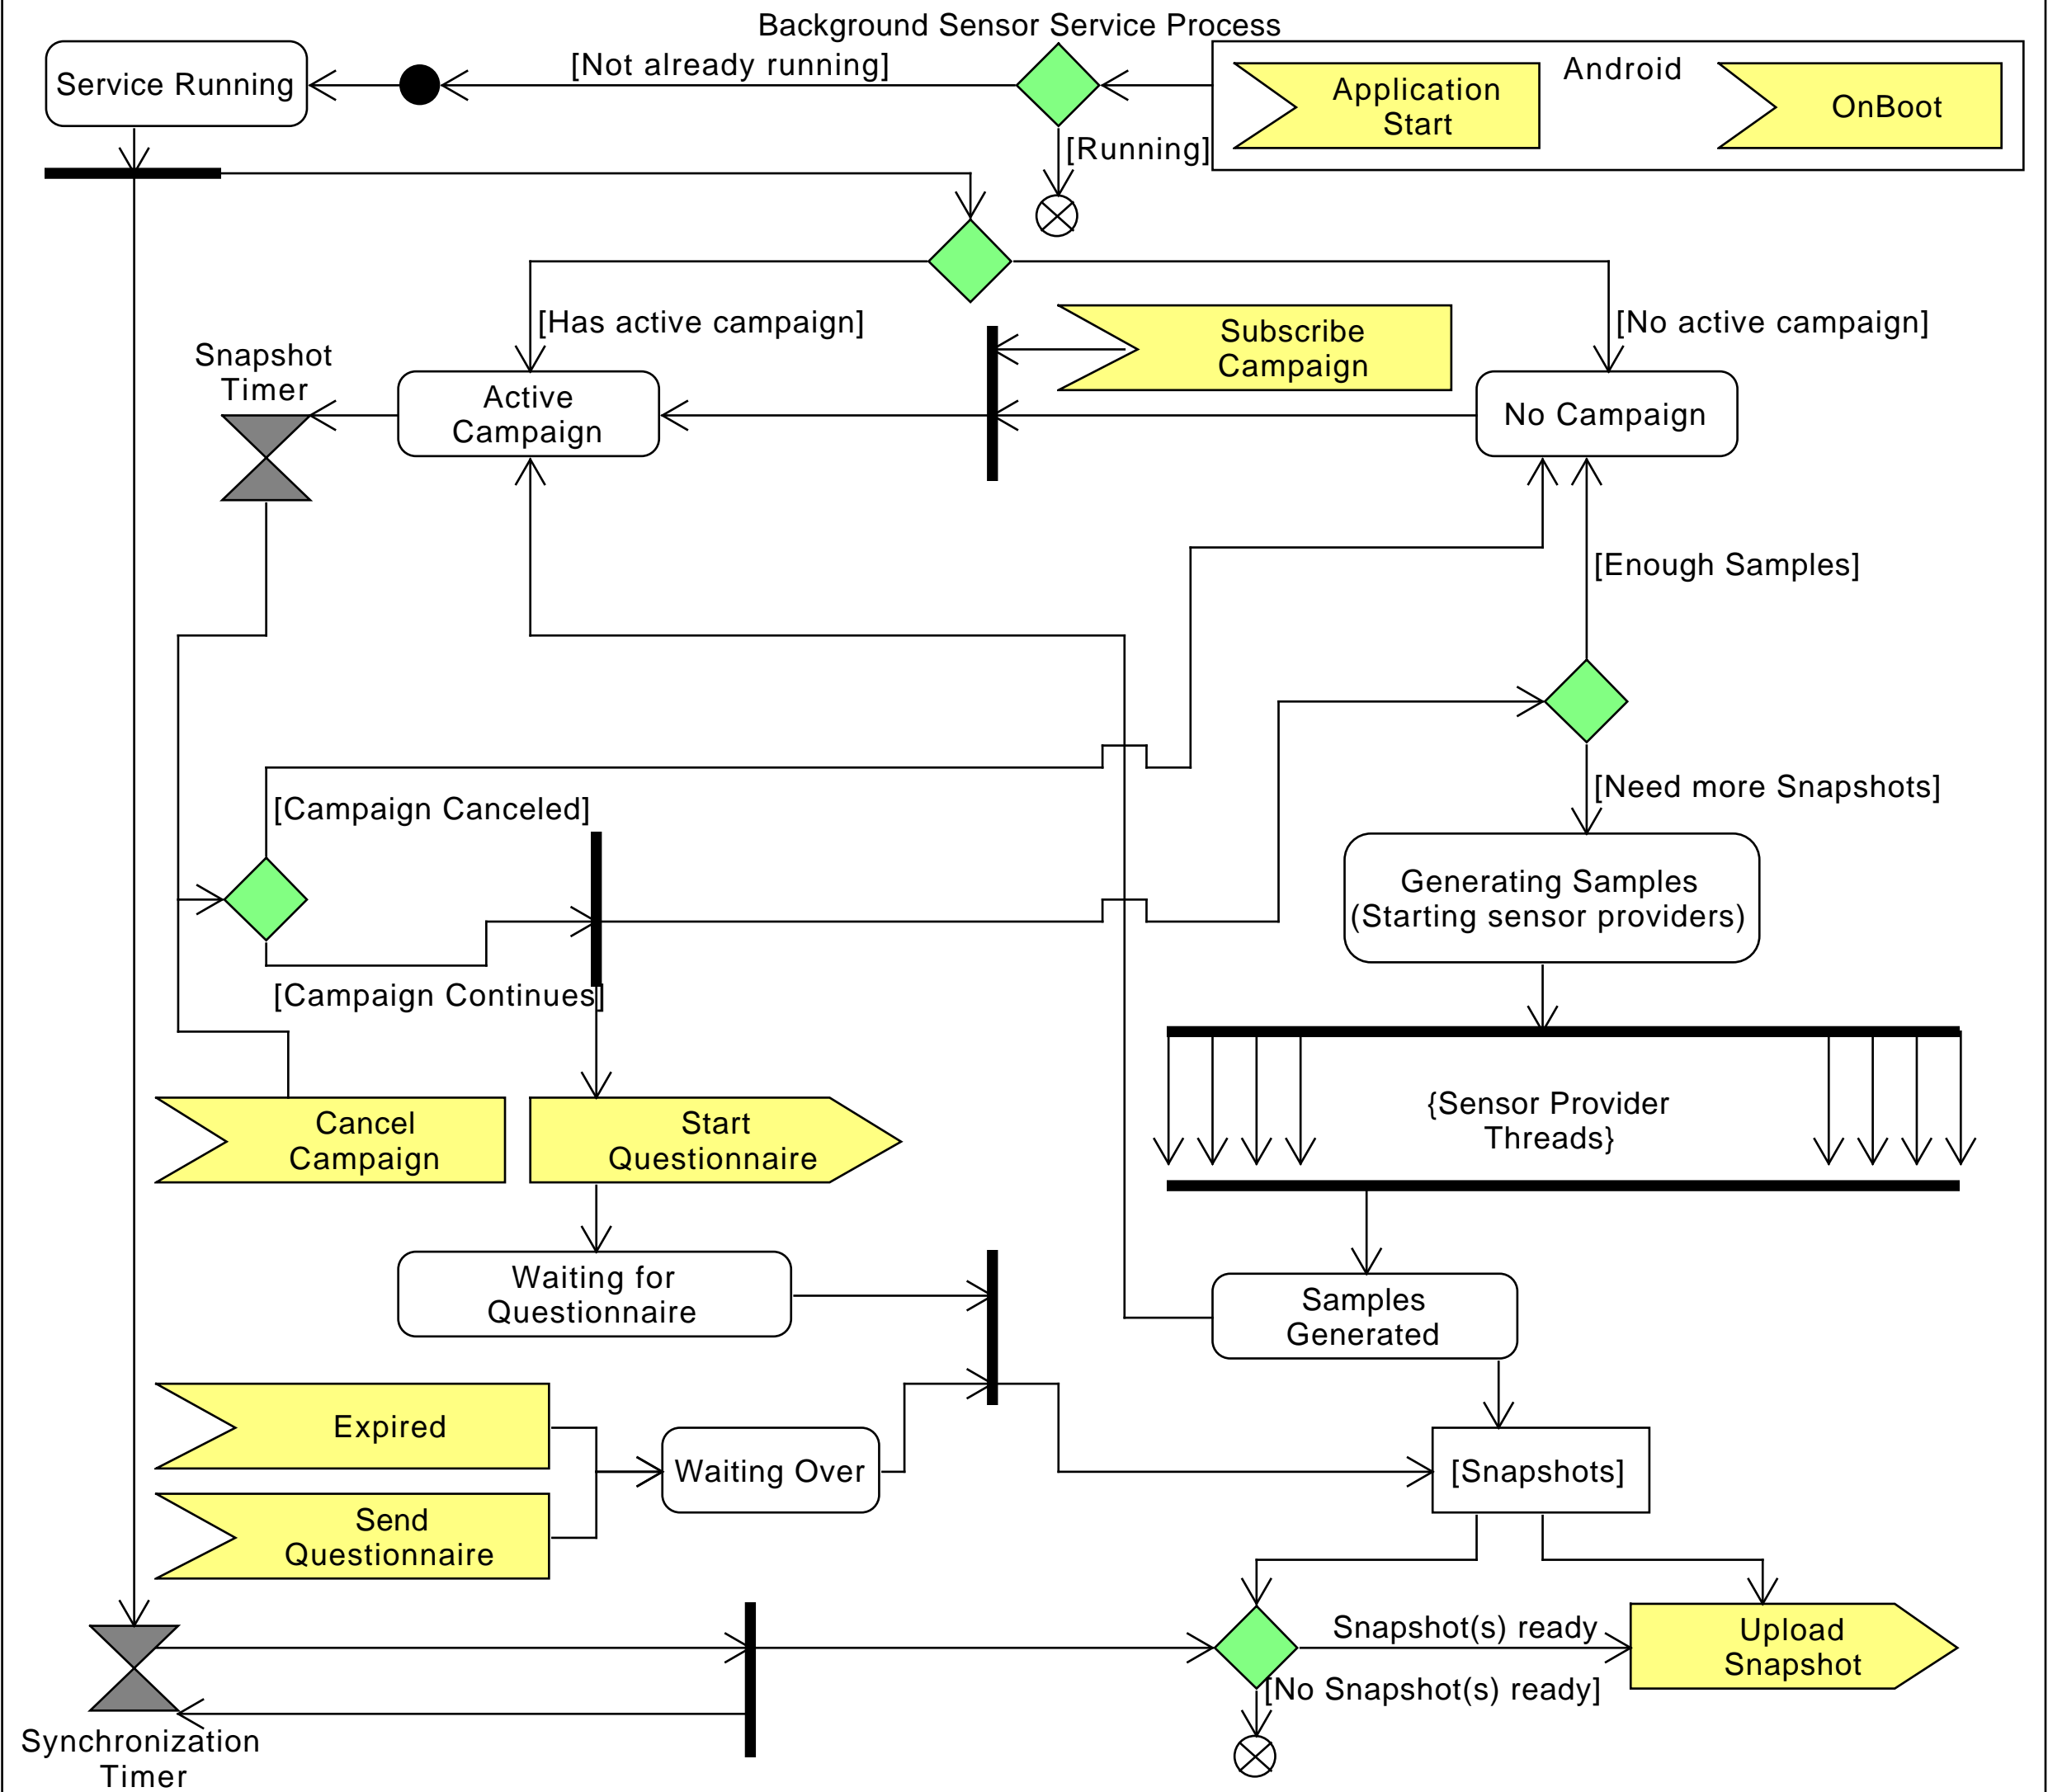 Background Sensor Service Process
Service Running
[Not already running]
Android
Application
Start
OnBoot
[Running]
[Has active campaign]
Subscribe
Campaign
[No active campaign]
Snapshot
Timer
Active
Campaign
No Campaign
[Enough Samples]
[Need more Snapshots]
[Campaign Canceled]
Generating Samples
(Starting sensor providers)
[Campaign Continues]
Cancel
Campaign
Start
Questionnaire
{Sensor Provider
Threads}
Waiting for
Questionnaire
Samples
Generated
Expired
Waiting Over
[Snapshots]
Send
Questionnaire
Snapshot(s) ready
Upload
Snapshot
[No Snapshot(s) ready]
Synchronization
Timer